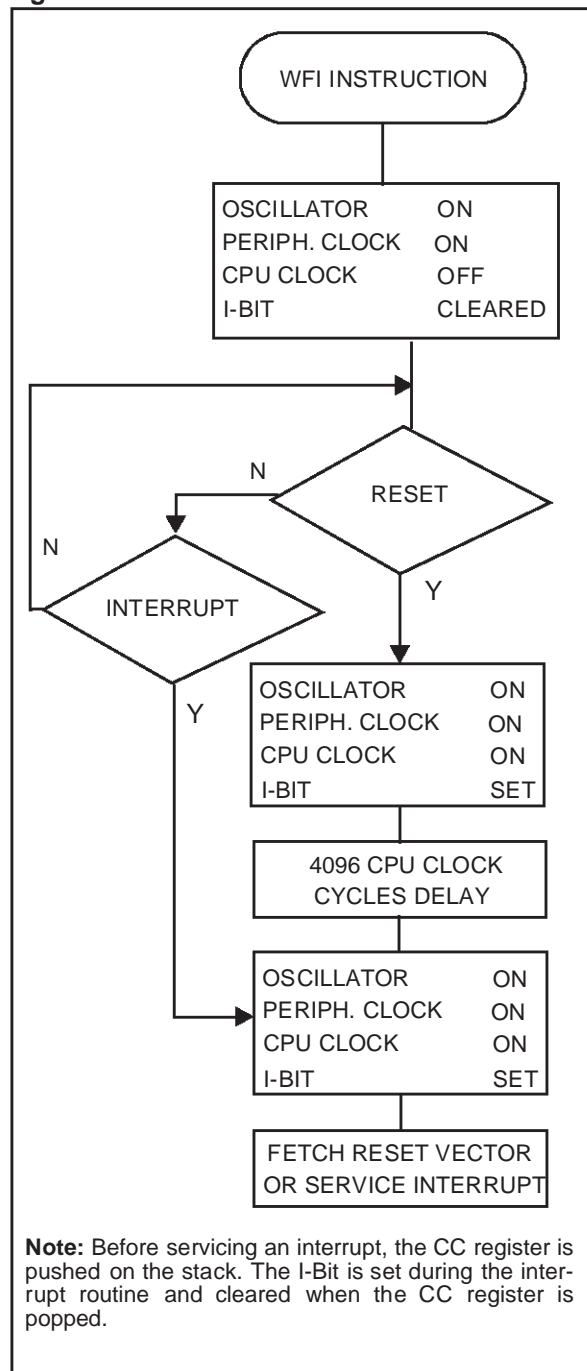 WFI INSTRUCTION
OSCILLATOR ON
PERIPH. CLOCK ON
CPU CLOCK OFF
I-BIT CLEARED
N
RESET
N
INTERRUPT
Y
Y
OSCILLATOR ON
PERIPH. CLOCK ON
CPU CLOCK ON
I-BIT SET
4096 CPU CLOCK
CYCLES DELAY
OSCILLATOR ON
PERIPH. CLOCK ON
CPU CLOCK ON
I-BIT SET
FETCH RESET VECTOR
OR SERVICE INTERRUPT
Note: Before servicing an interrupt, the CC register is
pushed on the stack. The I-Bit is set during the inter-
rupt routine and cleared when the CC register is
popped.